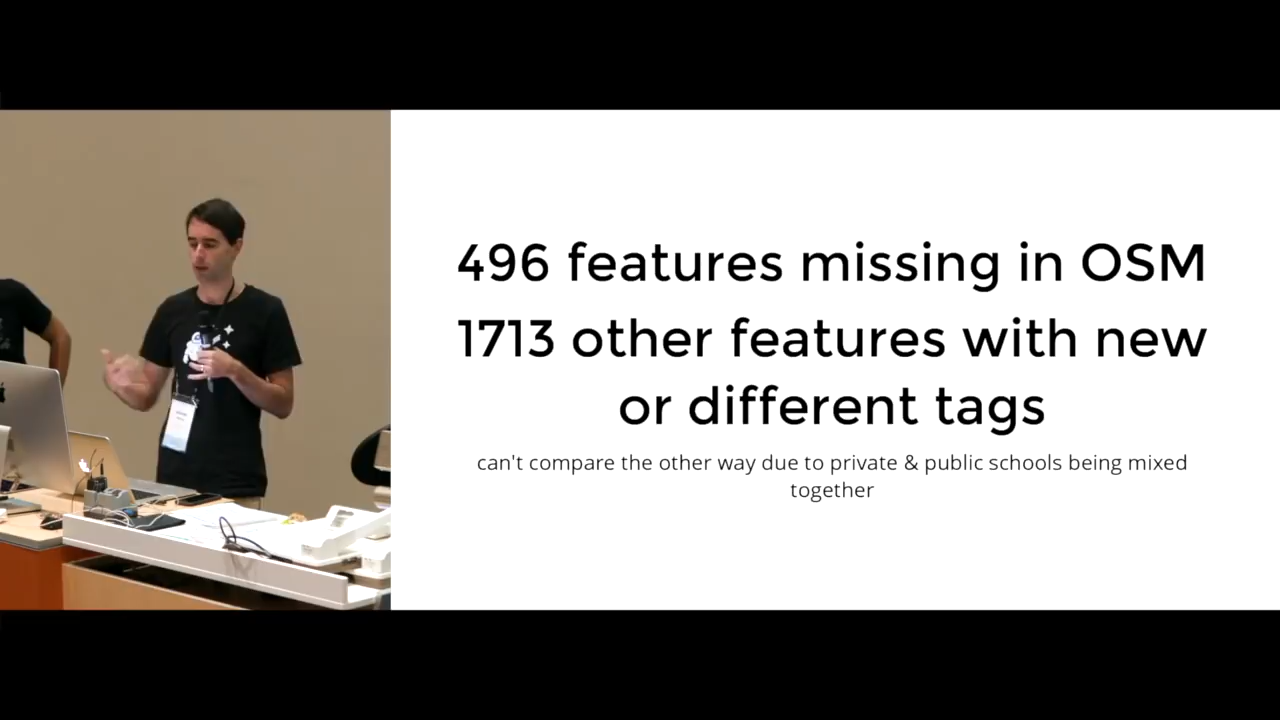 496 features missing in OSM
1713 other features with new
or different tags
can't compare the other way due to private & public schools being mixed
together